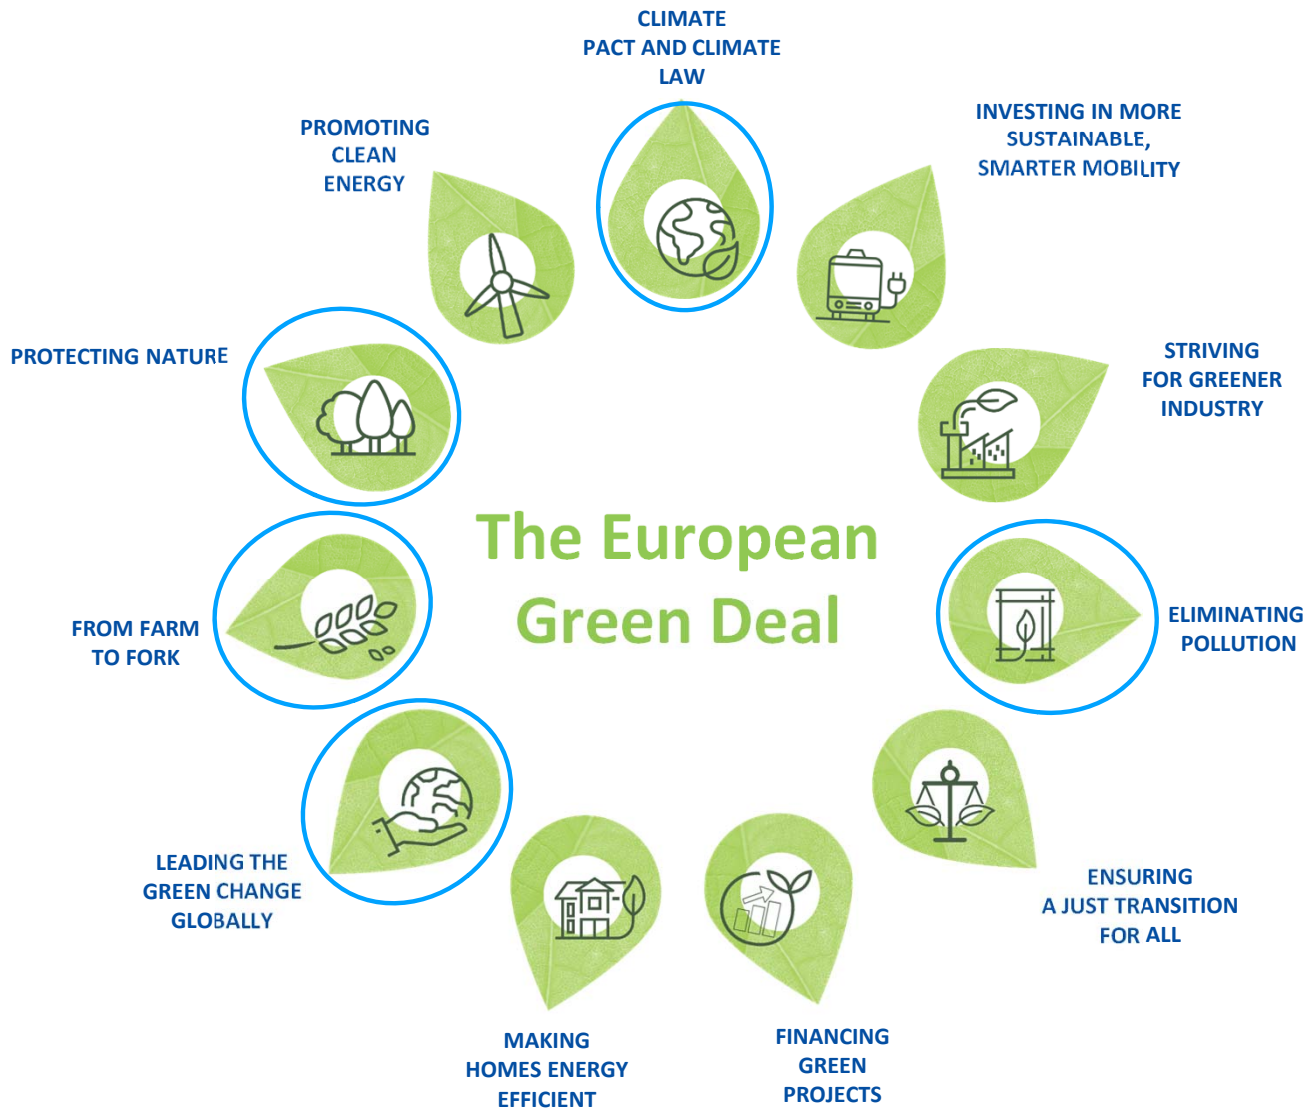 CLIMATE
PACT AND CLIMATE
LAW
INVESTING IN MORE
SUSTAINABLE,
SMARTER MOBILITY
STRIVING
FOR GREENER
INDUSTRY
ELIMINATING
POLLUTION
ENSURING
A JUST TRANSITION
FOR ALL
FINANCING
GREEN
PROJECTS
MAKING
HOMES ENERGY
EFFICIENT
LEADING THE
GREEN CHANGE
GLOBALLY
FROM FARM
TO FORK
PROTECTING NATURE
PROMOTING
CLEAN
ENERGY
The European
Green Deal